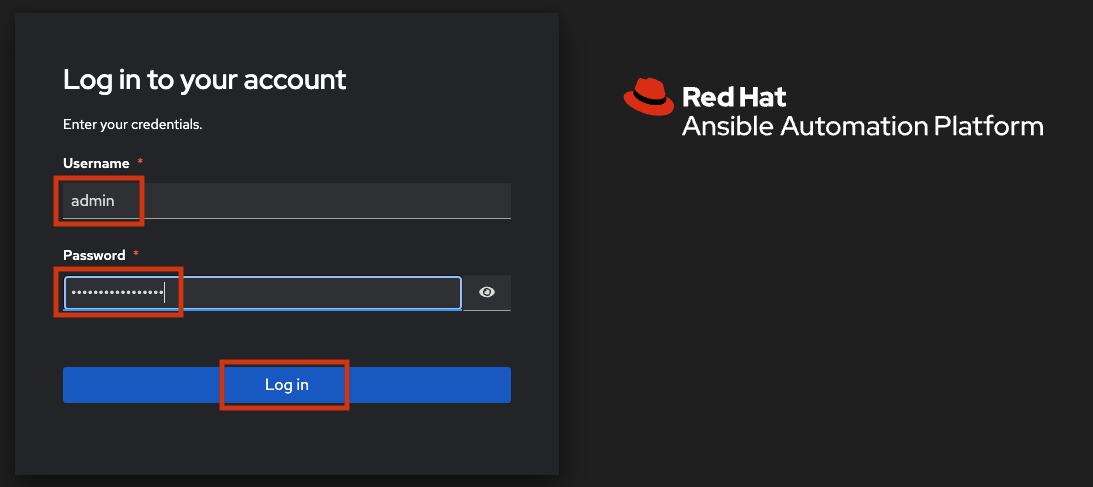 Log in to your account
Enter your credentials.
Username *
admin
Password *
•••••••••••••••••
Log in
Red Hat
Ansible Automation Platform